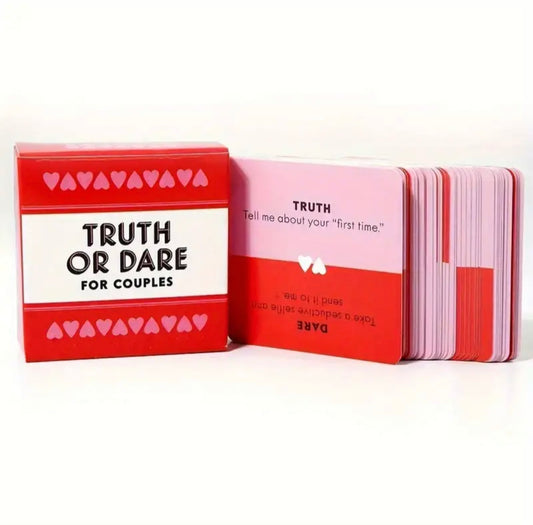 TRUTH
OR DARE
FOR COUPLES
TRUTH
Tell me about your “first time.”
DARE
Take a seductive selfie and
send it to me.